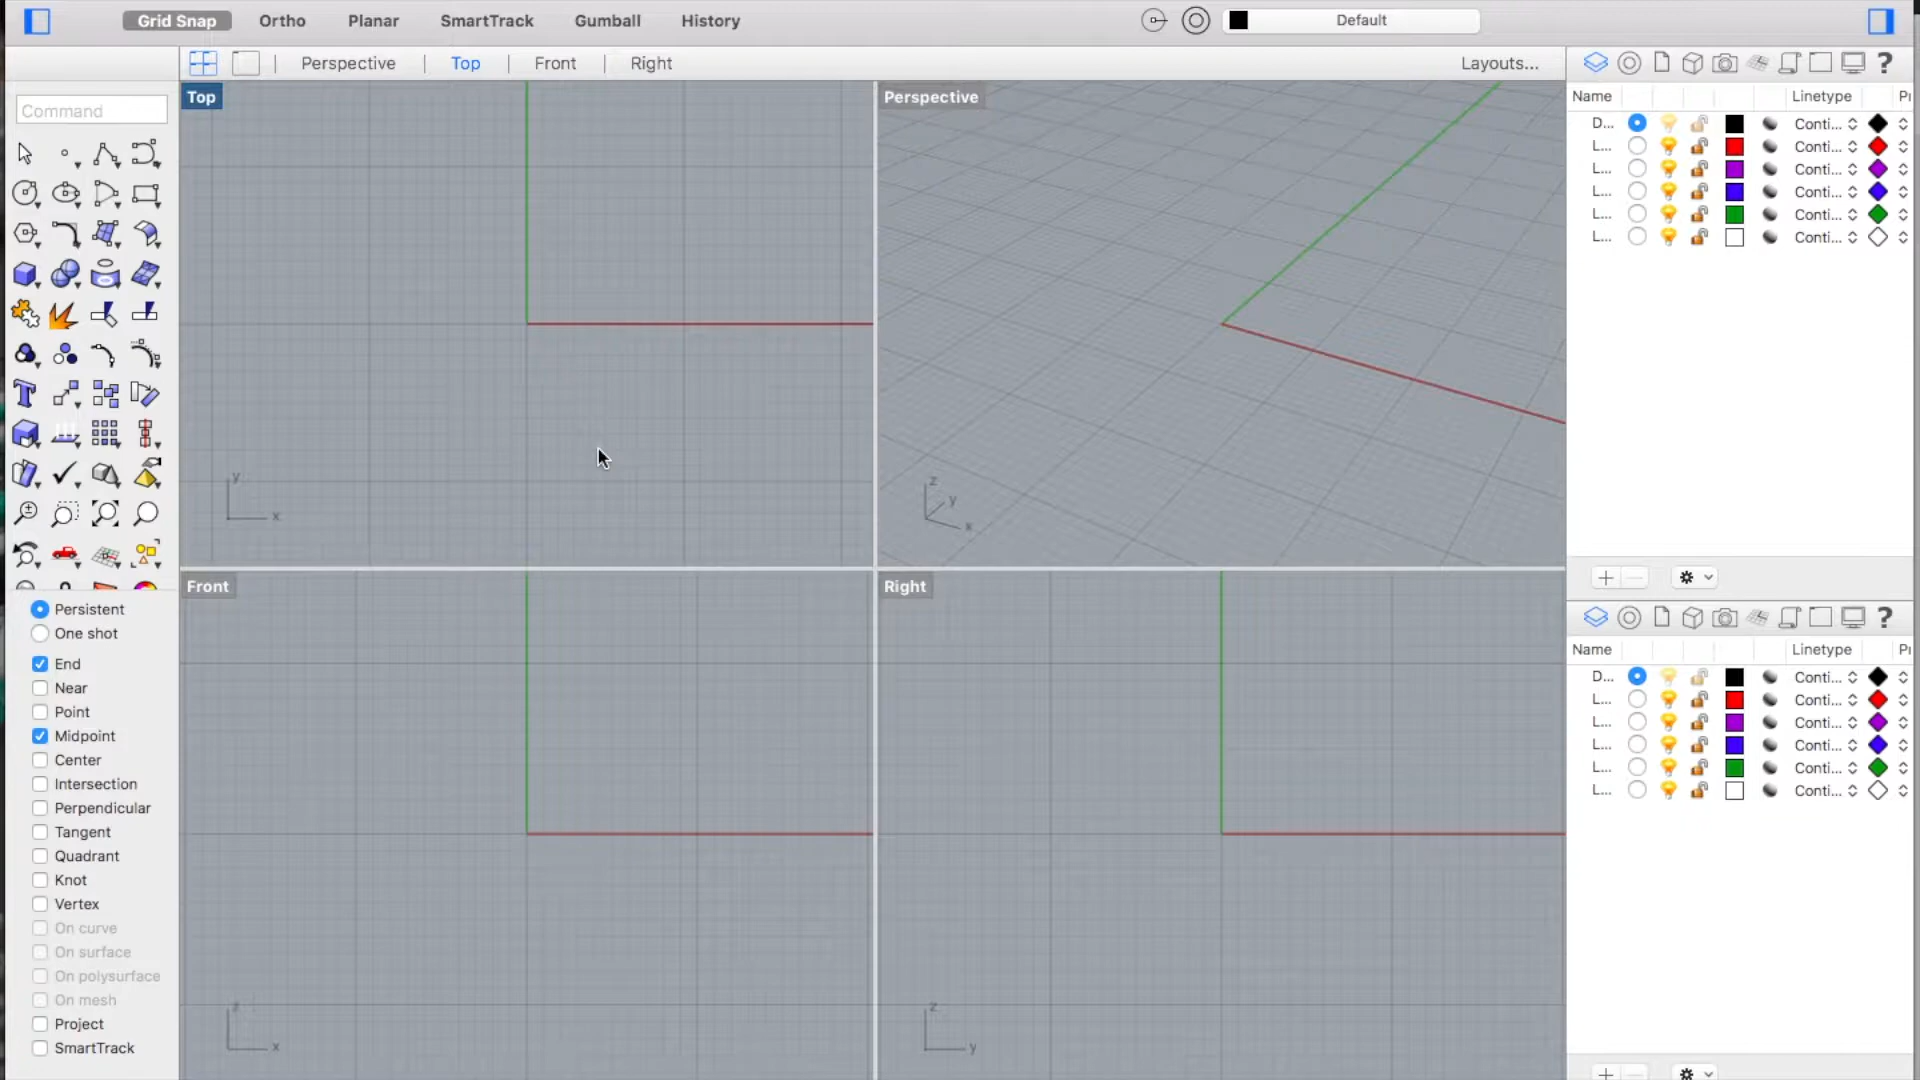 Grid Snap Ortho Planar SmartTrack Gumball History Default
Perspective Top Front Right Layouts... ?
Command
Top
Perspective
y
x
z
y
x
Front
Right
z
x
z
y
Persistent
One shot
End
Near
Point
Midpoint
Center
Intersection
Perpendicular
Tangent
Quadrant
Knot
Vertex
On curve
On surface
On polysurface
On mesh
Project
SmartTrack
Name Linetype
D... Conti...
L... Conti...
L... Conti...
L... Conti...
L... Conti...
L... Conti...
?
Name Linetype
D... Conti...
L... Conti...
L... Conti...
L... Conti...
L... Conti...
L... Conti...